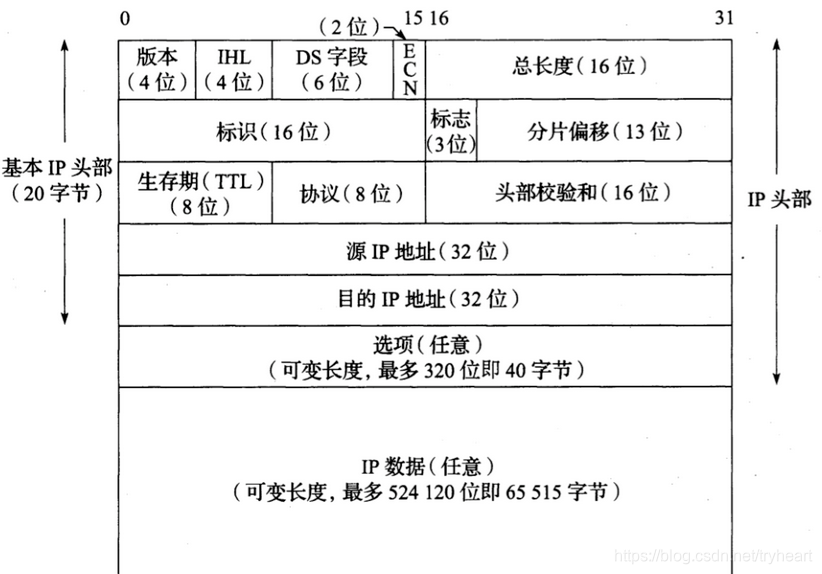 0 (2位) 15 16 31
版本 IHL DS 字段 E C N 总长度(16位)
(4位) (4位) (6位)
标识(16位) 标志 分片偏移(13位)
(3位)
基本 IP 头部
(20字节)
生存期(TTL) 协议(8位) 头部校验和(16位)
(8位)
IP 头部
源 IP 地址(32位)
目的 IP 地址(32位)
选项(任意)
(可变长度,最多 320 位即 40 字节)
IP 数据(任意)
(可变长度,最多 524 120 位即 65 515 字节)
https://blog.csdn.net/tryheart